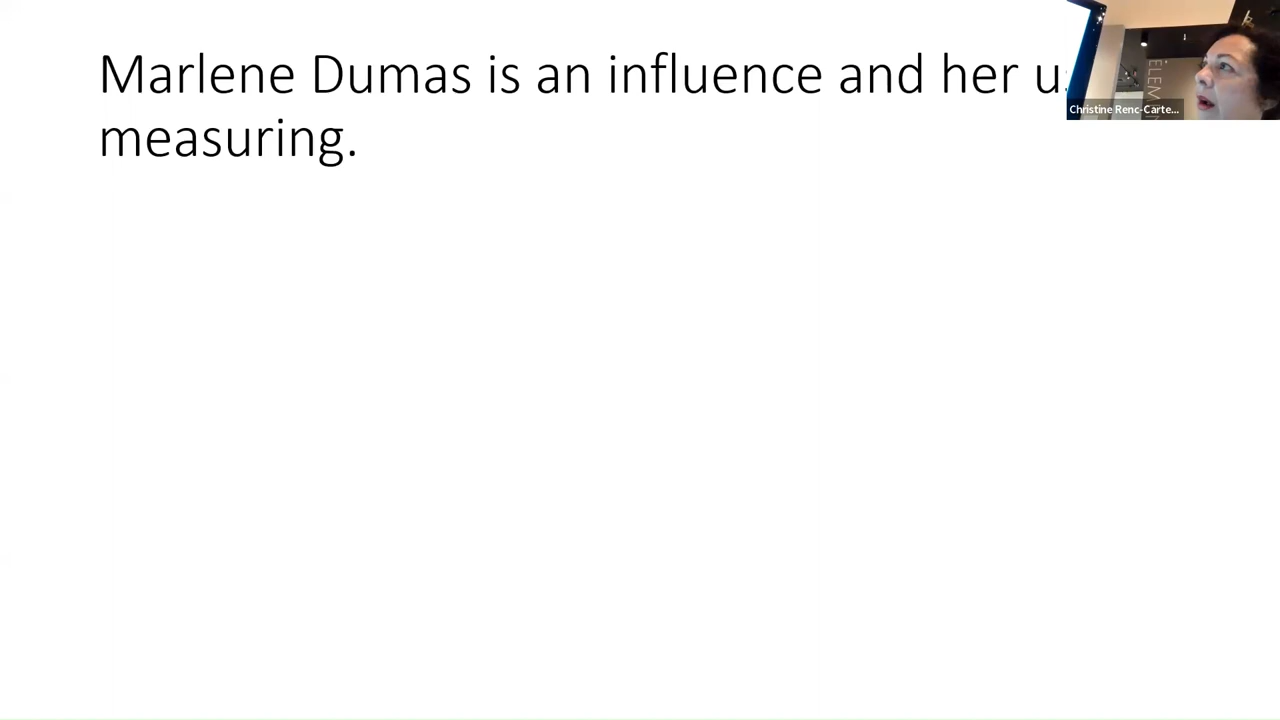 Marlene Dumas is an influence and her
measuring.
Christine Renc-Carte...